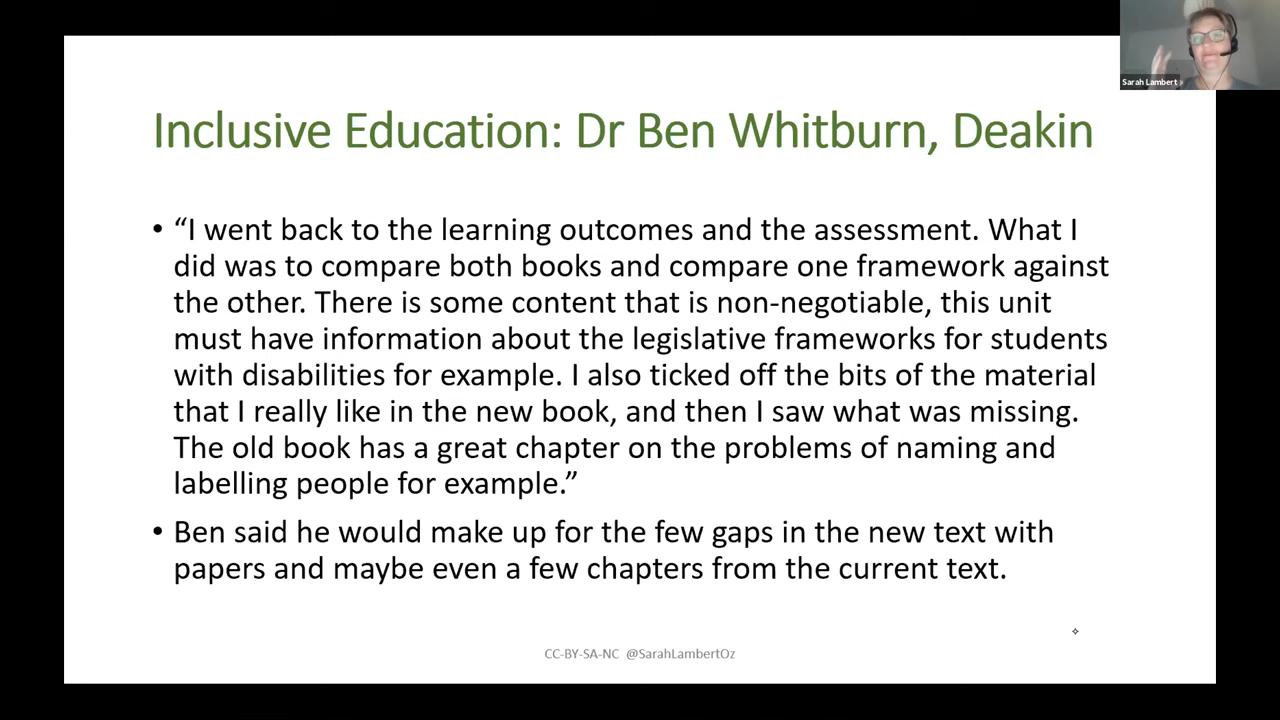 Sarah Lambert
Inclusive Education: Dr Ben Whitburn, Deakin
• “I went back to the learning outcomes and the assessment. What I
did was to compare both books and compare one framework against
the other. There is some content that is non-negotiable, this unit
must have information about the legislative frameworks for students
with disabilities for example. I also ticked off the bits of the material
that I really like in the new book, and then I saw what was missing.
The old book has a great chapter on the problems of naming and
labelling people for example.”
• Ben said he would make up for the few gaps in the new text with
papers and maybe even a few chapters from the current text.
CC-BY-SA-NC @SarahLambertOz